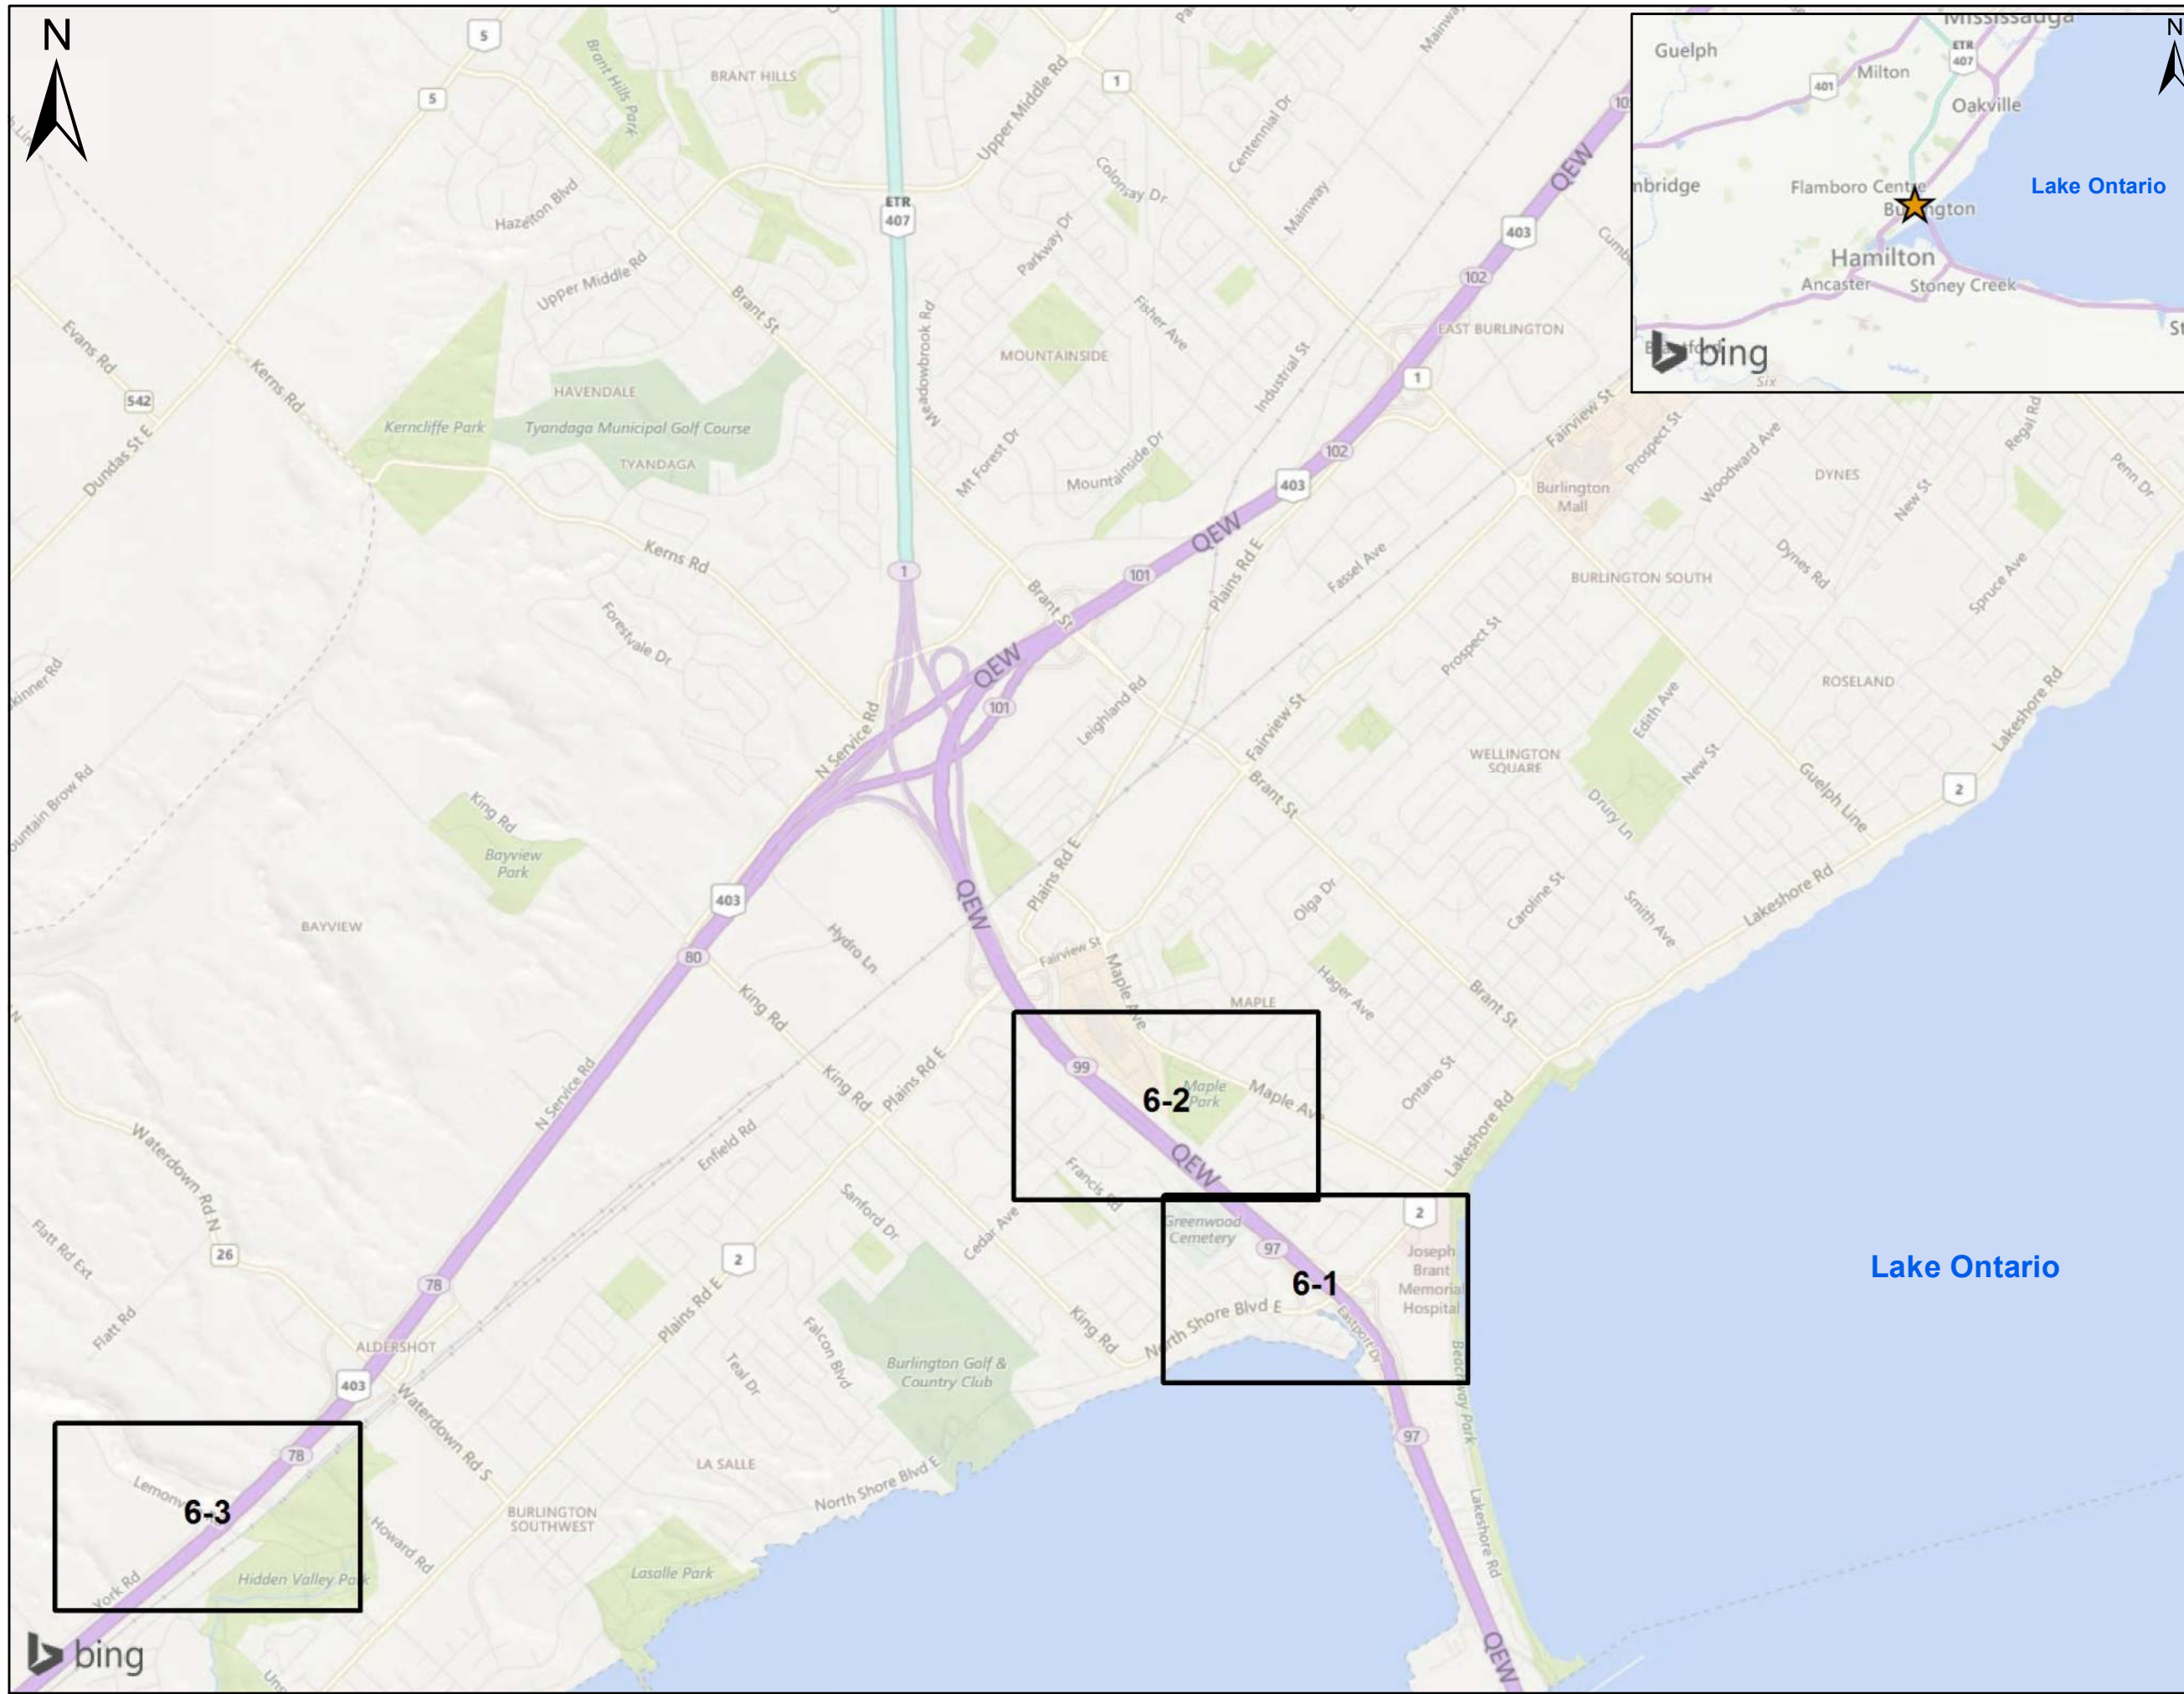 N
5
5
BRANT HILLS
Brant Hills Park
1
Upper Middle Rd
Centennial Dr
Mainway
Colonsay Dr
Mainway
QEW
Hazelton Blvd
ETR
407
Parkway Dr
403
Upper Middle Rd
Brant St
102
Meadowbrook Rd
Fisher Ave
Evans Rd
MOUNTAINSIDE
EAST BURLINGTON
Industrial St
Kerns Rd
HAVENDALE
1
542
Kerncliffe Park
Tyandaga Municipal Golf Course
TYANDAGA
Fairview St
Prospect St
Woodward Ave
Regal Rd
Dundas St E
Mt Forest Dr
Mountainside Dr
102
403
Burlington
Mall
DYNES
New St
Penn Dr
QEW
Kerns Rd
1
101
Plains Rd E
Fassel Ave
BURLINGTON SOUTH
Dynes Rd
Spruce Ave
Brant St
Forestvale Dr
QEW
Prospect St
101
Leighland Rd
Edith Ave
ROSELAND
Lakeshore Rd
N Service Rd
Fairview St
WELLINGTON
SQUARE
New St
Brant St
Guelph Line
2
Drury Ln
King Rd
Bayview
Park
Plains Rd E
QEW
403
Olga Dr
Caroline St
Smith Ave
Lakeshore Rd
BAYVIEW
Hydro Ln
80
Fairview St
Maple Ave
Hager Ave
King Rd
MAPLE
Brant St
N Service Rd
King Rd
Plains Rd E
99
6-2
Maple
Park
Maple Ave
Ontario St
Lakeshore Rd
Enfield Rd
Waterdown Rd N
QEW
Francis Rd
Sanford Dr
Cedar Ave
Greenwood
Cemetery
97
2
Joseph
Brant
Memorial
Hospital
Lake Ontario
Flatt Rd Ext
26
2
78
6-1
Flatt Rd
Plains Rd E
King Rd
North Shore Blvd E
Eastport Dr
Beachway Park
ALDERSHOT
Falcon Blvd
Teal Dr
Burlington Golf &
Country Club
403
Waterdown Rd S
97
78
LA SALLE
North Shore Blvd E
6-3
BURLINGTON
SOUTHWEST
Howard Rd
Lakeshore Rd
Hidden Valley Park
Lasalle Park
York Rd
QEW
bing
N
Mississauga
Guelph
ETR
407
Milton
401
Oakville
Flamboro Centre
Lake Ontario
Burlington
Hamilton
Ancaster
Stoney Creek
bing
Six